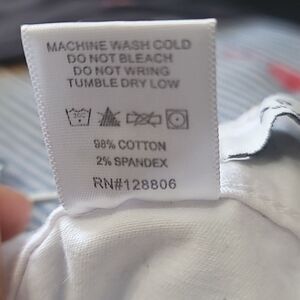 MACHINE WASH COLD
DO NOT BLEACH
DO NOT WRING
TUMBLE DRY LOW
98% COTTON
2% SPANDEX
RN#128806